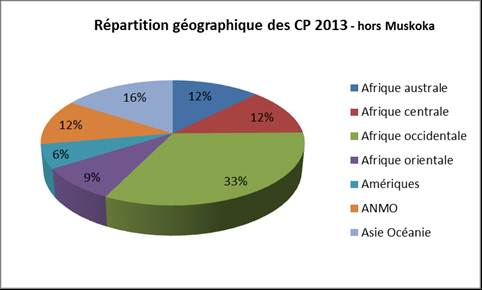 Répartition géographique des CP 2013 - hors Muskoka
16%
12%
12%
12%
6%
9%
33%
Afrique australe
Afrique centrale
Afrique occidentale
Afrique orientale
Amériques
ANMO
Asie Océanie